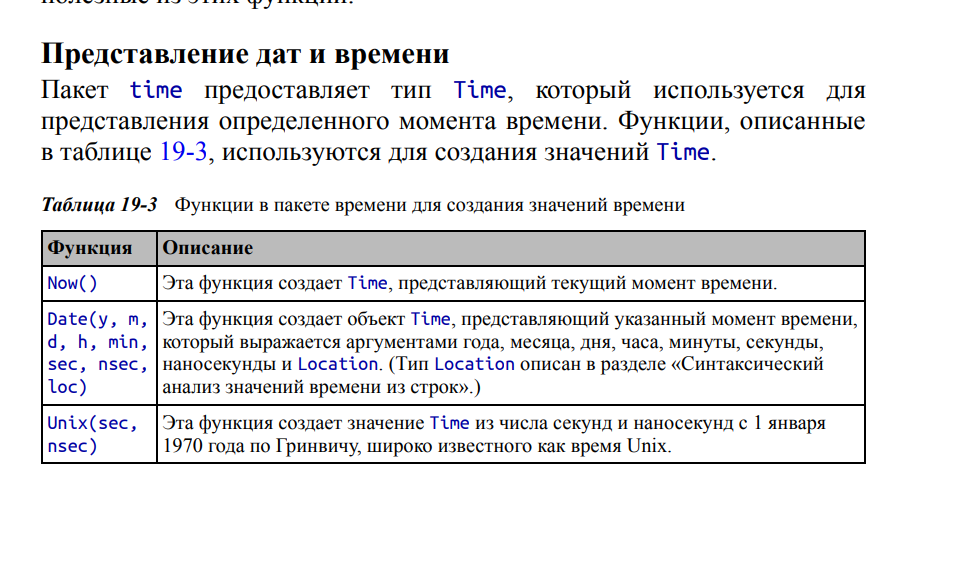 полезные из этих функций.
Представление дат и времени
Пакет time предоставляет тип Time, который используется для
представления определенного момента времени. Функции, описанные
в таблице 19-3, используются для создания значений Time.
Таблица 19-3 Функции в пакете времени для создания значений времени
Функция Описание
Now() Эта функция создает Time, представляющий текущий момент времени.
Date(y, m, Эта функция создает объект Time, представляющий указанный момент времени,
d, h, min, который выражается аргументами года, месяца, дня, часа, минуты, секунды,
sec, nsec, наносекунды и Location. (Тип Location описан в разделе «Синтаксический
loc) анализ значений времени из строк».)
Unix(sec, Эта функция создает значение Time из числа секунд и наносекунд с 1 января
nsec) 1970 года по Гринвичу, широко известного как время Unix.